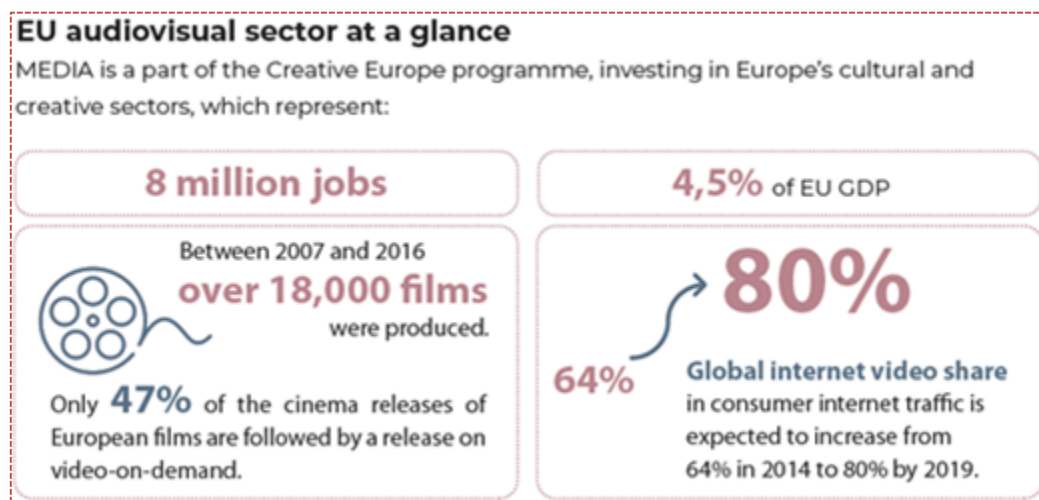 EU audiovisual sector at a glance
MEDIA is a part of the Creative Europe programme, investing in Europe's cultural and
creative sectors, which represent:
8 million jobs
4,5% of EU GDP
Between 2007 and 2016
over 18,000 films
were produced.
Only 47% of the cinema releases of
European films are followed by a release on
video-on-demand.
80%
64%
Global internet video share
in consumer internet traffic is
expected to increase from
64% in 2014 to 80% by 2019.